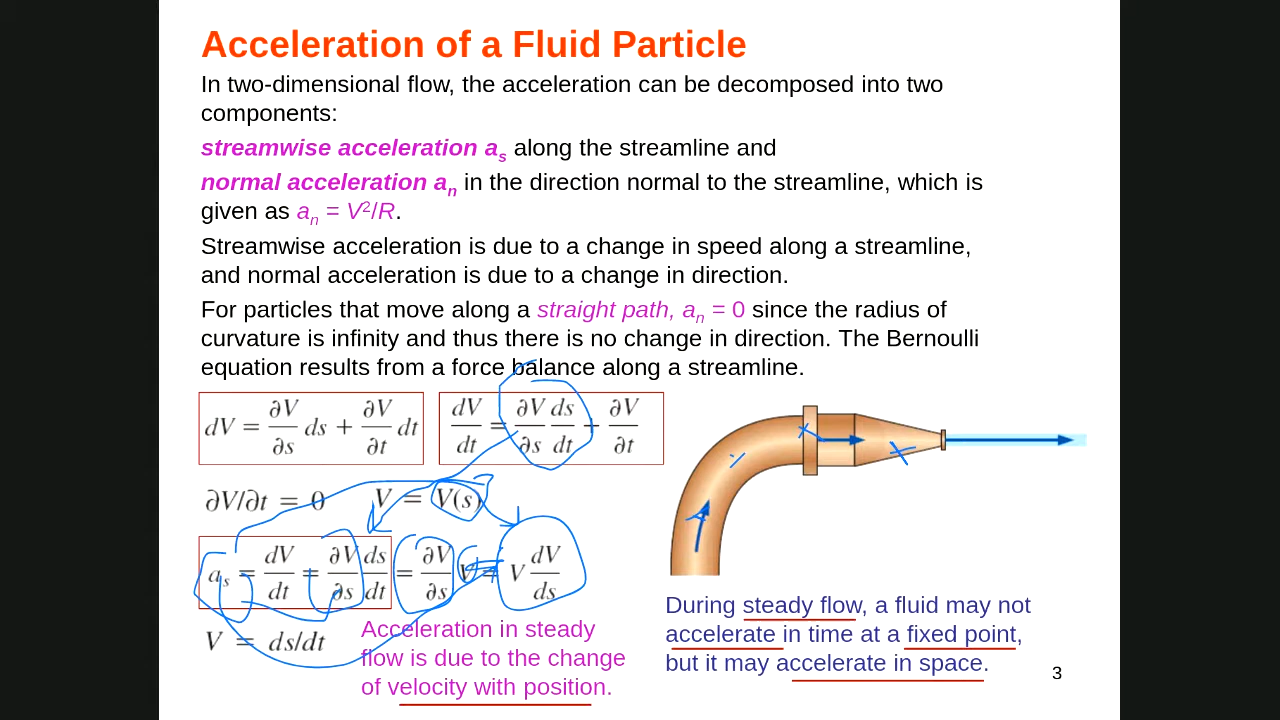 Acceleration of a Fluid Particle
In two-dimensional flow, the acceleration can be decomposed into two
components:
streamwise acceleration aₛ along the streamline and
normal acceleration aₙ in the direction normal to the streamline, which is
given as aₙ = V²/R.
Streamwise acceleration is due to a change in speed along a streamline,
and normal acceleration is due to a change in direction.
For particles that move along a straight path, aₙ = 0 since the radius of
curvature is infinity and thus there is no change in direction. The Bernoulli
equation results from a force balance along a streamline.
dV = ∂V/∂s ds + ∂V/∂t dt
dV/dt = ∂V/∂s ds/dt + ∂V/∂t
∂V/∂t = 0 V = V(s)
aₛ = dV/dt = ∂V/∂s ds/dt = ∂V/∂s V = V dV/ds
V = ds/dt
Acceleration in steady
flow is due to the change
of velocity with position.
During steady flow, a fluid may not
accelerate in time at a fixed point,
but it may accelerate in space.
3